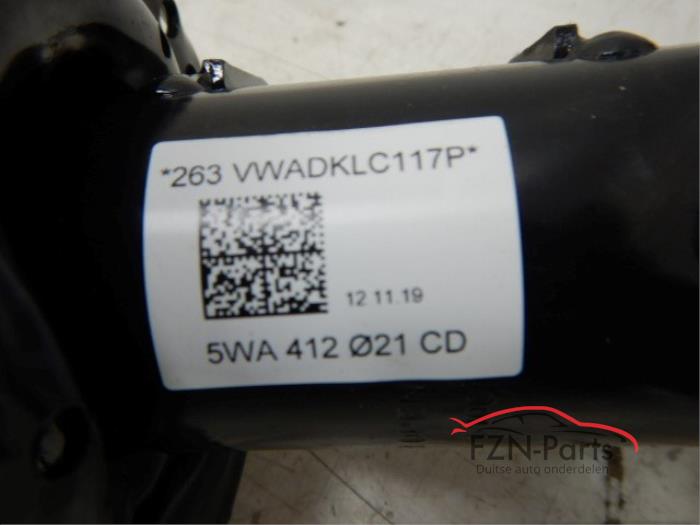 *263 VWADKLC117P*
12 11.19
5WA 412 Ø21 CD
FZN-Parts
Duitse auto onderdelen